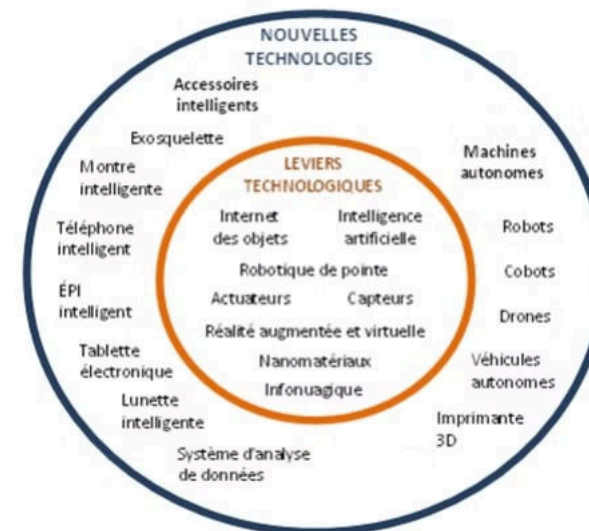 NOUVELLES
TECHNOLOGIES
Accessoires
intelligents
Exosquelette
Montre
intelligente
Téléphone
intelligent
ÉPI
intelligent
Tablette
électronique
Lunette
intelligente
Système d'analyse
de données
LEVIERS
TECHNOLOGIQUES
Internet
des objets
Intelligence
artificielle
Robotique de pointe
Actuateurs
Capteurs
Réalité augmentée et virtuelle
Nanomatériaux
Infonuagique
Machines
autonomes
Robots
Cobots
Drones
Véhicules
autonomes
Imprimante
3D